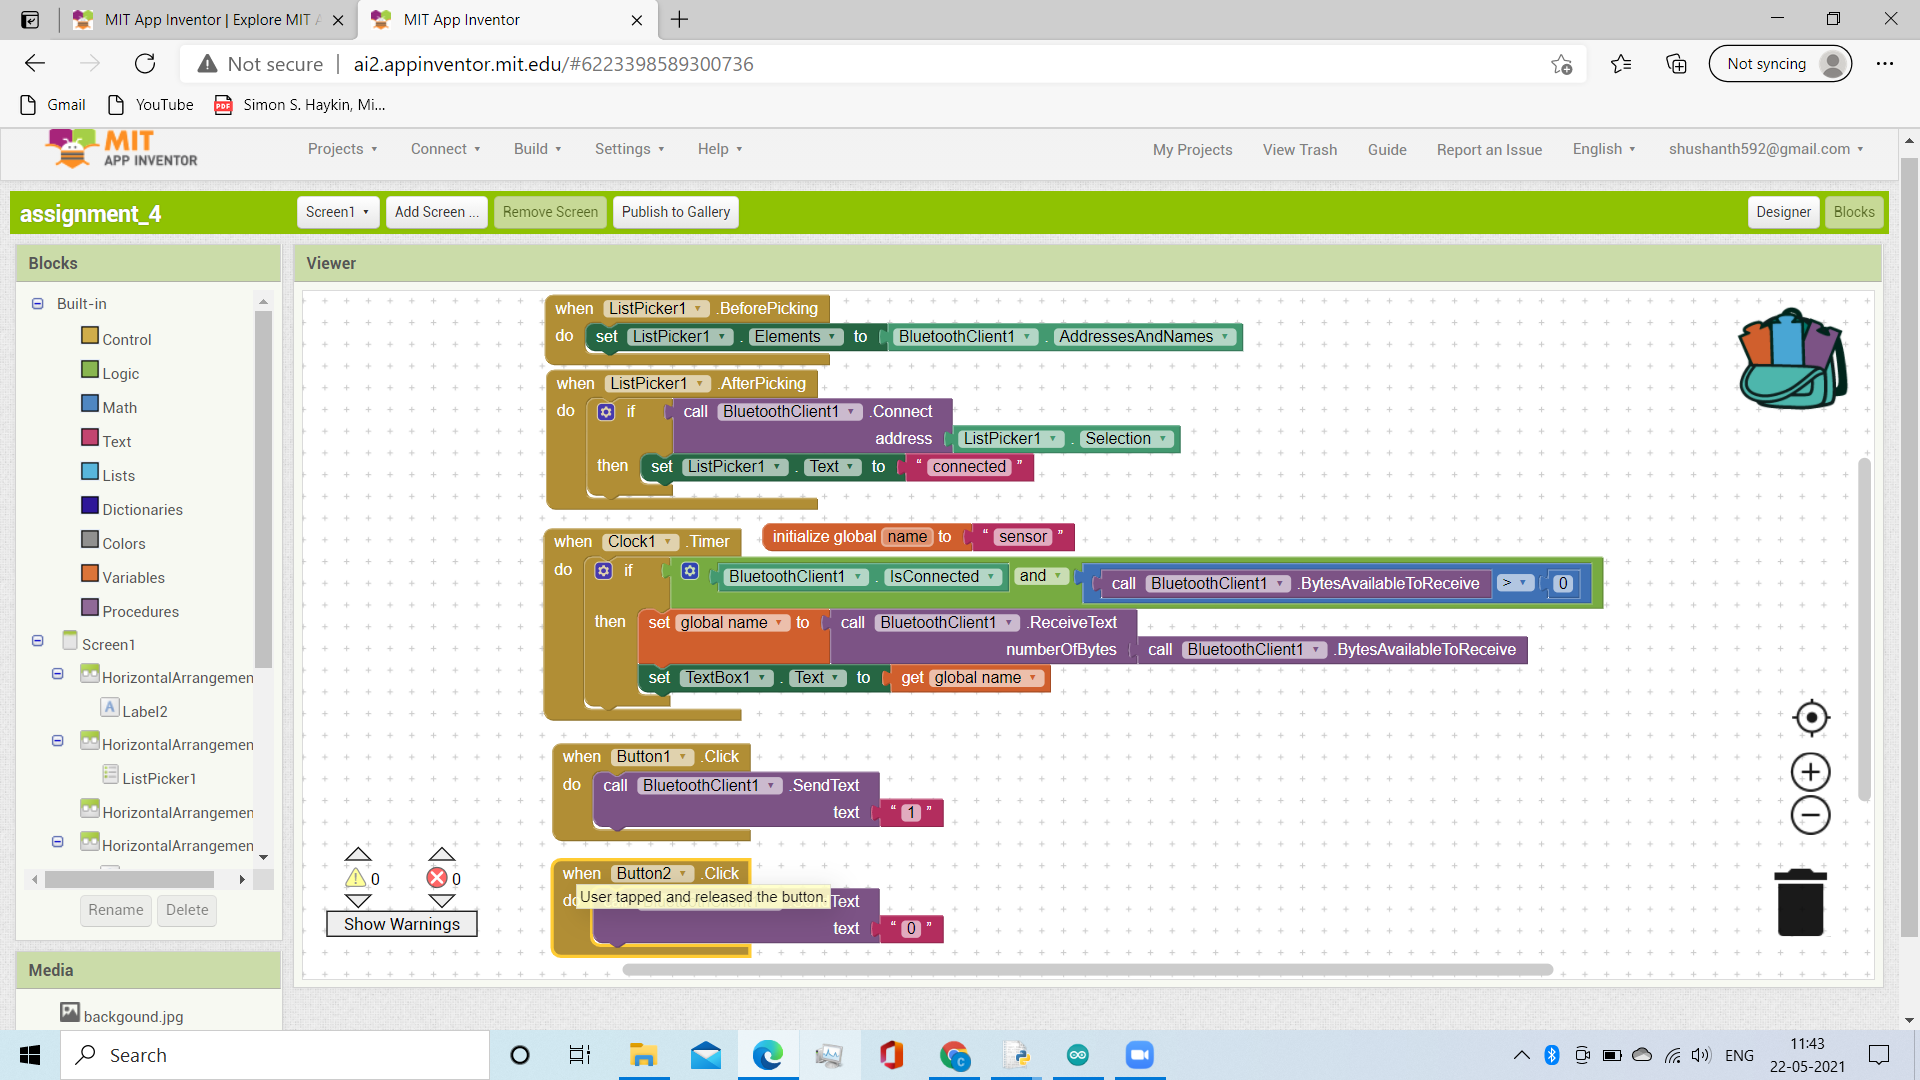 MIT App Inventor | Explore MIT A
MIT App Inventor
Not secure
ai2.appinventor.mit.edu/#6223398589300736
Not syncing
Gmail
YouTube
PDF
Simon S. Haykin, Mi...
MIT
APP INVENTOR
Projects
Connect
Build
Settings
Help
My Projects
View Trash
Guide
Report an Issue
English
shushanth592@gmail.com
assignment_4
Screen1
Add Screen ...
Remove Screen
Publish to Gallery
Designer
Blocks
Blocks
Viewer
Built-in
Control
Logic
Math
Text
Lists
Dictionaries
Colors
Variables
Procedures
Screen1
HorizontalArrangemen
Label2
HorizontalArrangemen
ListPicker1
HorizontalArrangemen
HorizontalArrangemen
Rename
Delete
Media
backgound.jpg
when ListPicker1 .BeforePicking
do set ListPicker1 . Elements to BluetoothClient1 . AddressesAndNames
when ListPicker1 .AfterPicking
do if call BluetoothClient1 .Connect
address ListPicker1 . Selection
then set ListPicker1 . Text to “ connected ”
initialize global name to “ sensor ”
when Clock1 .Timer
do if BluetoothClient1 . IsConnected and call BluetoothClient1 .BytesAvailableToReceive > 0
then set global name to call BluetoothClient1 .ReceiveText
numberOfBytes call BluetoothClient1 .BytesAvailableToReceive
set TextBox1 . Text to get global name
when Button1 .Click
do call BluetoothClient1 .SendText
text “ 1 ”
when Button2 .Click
do User tapped and released the button. Text
text “ 0 ”
0
0
Show Warnings
Search
ENG
11:43
22-05-2021